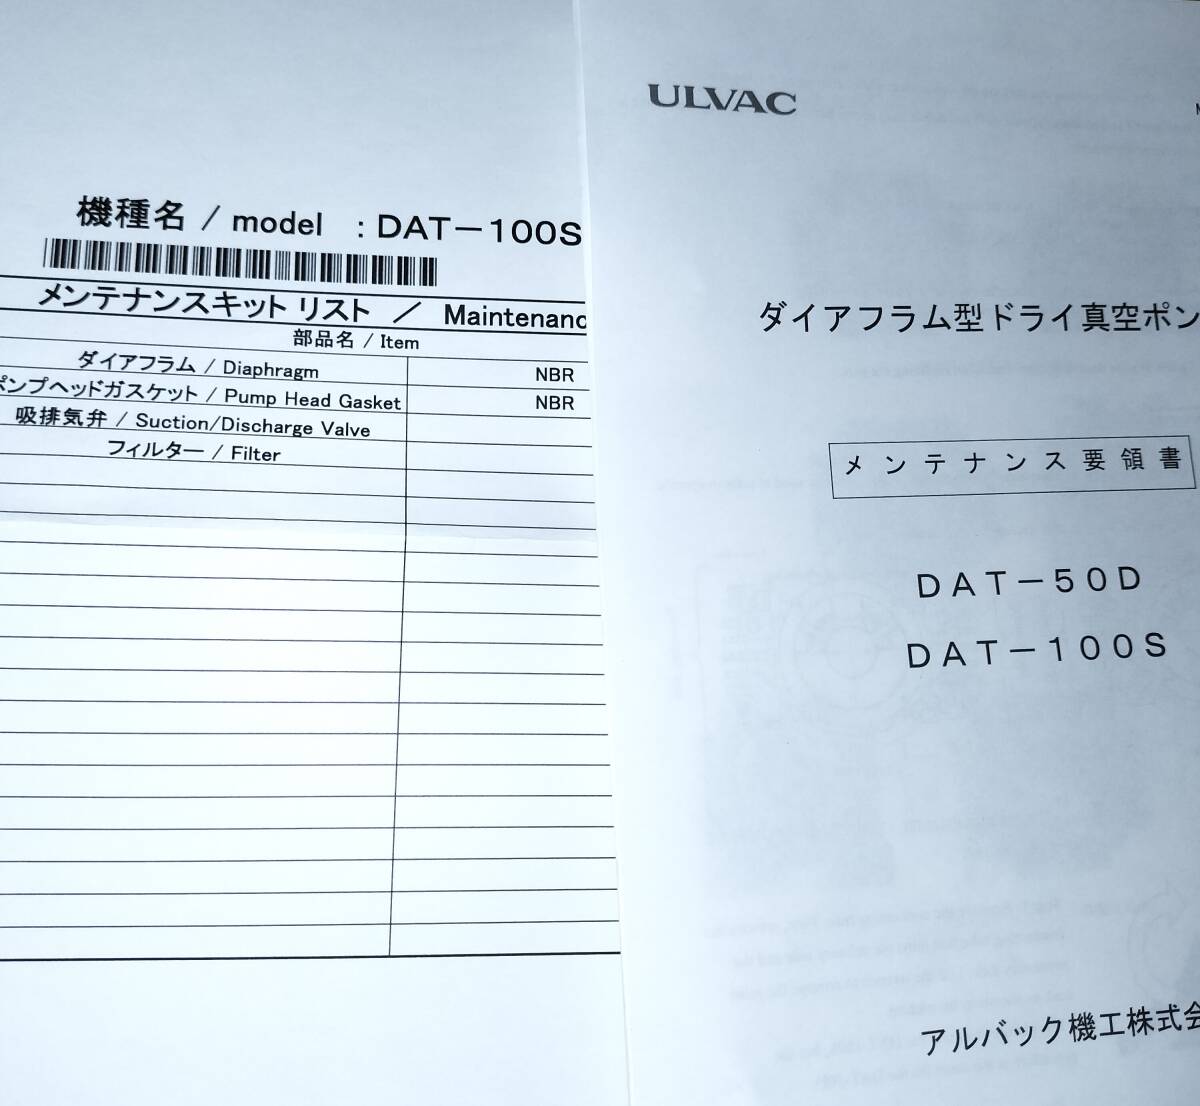 機種名 / model : DAT-100S
メンテナンスキット リスト / Maintenanc
部品名 / Item
ダイアフラム / Diaphragm NBR
ポンプヘッドガスケット / Pump Head Gasket NBR
吸排気弁 / Suction/Discharge Valve
フィルター / Filter
ULVAC
ダイアフラム型ドライ真空ポン
メンテナンス要領書
DAT-50D
DAT-100S
アルバック機工株式会